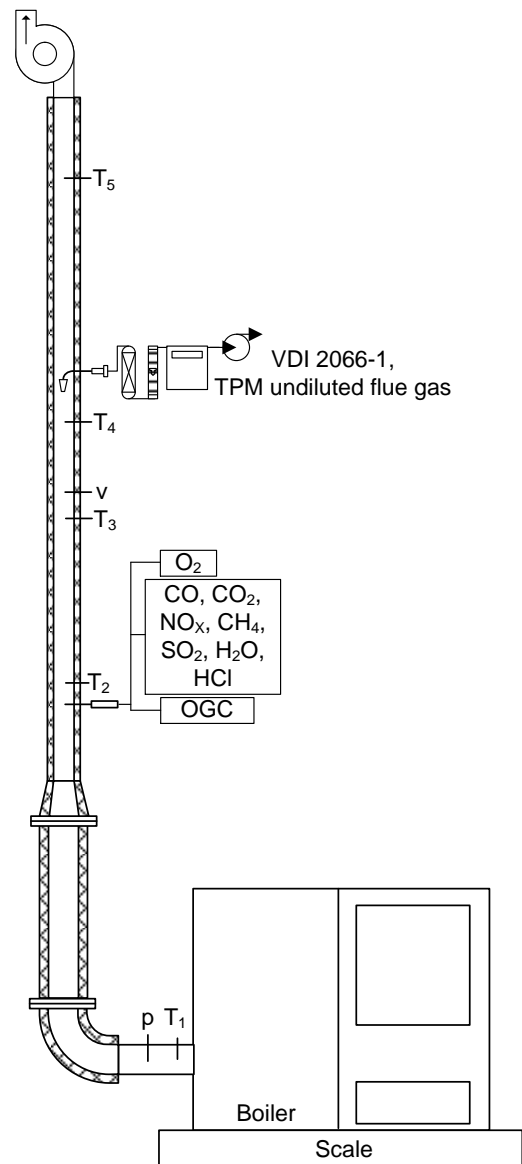 T₅
VDI 2066-1,
TPM undiluted flue gas
T₄
v
T₃
O₂
CO, CO₂,
NOₓ, CH₄,
SO₂, H₂O,
HCl
T₂
OGC
p T₁
Boiler
Scale